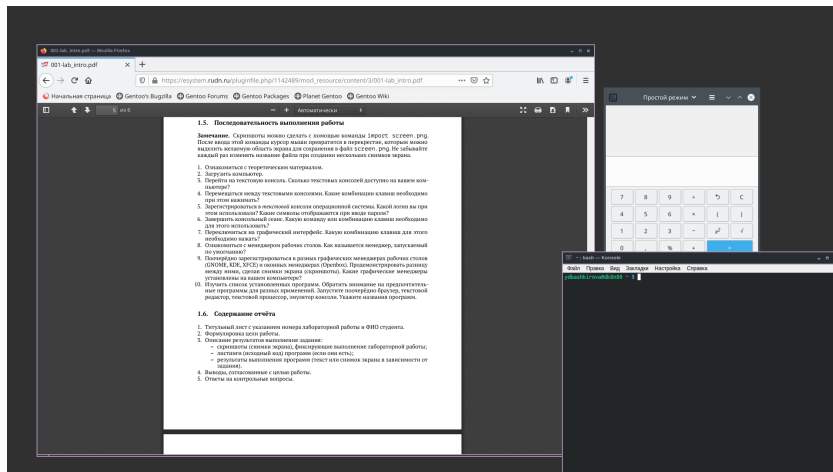 001-lab_intro.pdf — Mozilla Firefox
001-lab_intro.pdf
https://esystem.rudn.ru/pluginfile.php/1142489/mod_resource/content/3/001-lab_intro.pdf
Начальная страница Gentoo's Bugzilla Gentoo Forums Gentoo Packages Planet Gentoo Gentoo Wiki
5 из 6 Автоматически
1.5. Последовательность выполнения работы
Замечание. Скриншоты можно сделать с помощью команды import screen.png.
После ввода этой команды курсор мыши превратится в перекрестие, которым можно
выделить желаемую область экрана для сохранения в файл screen.png. Не забывайте
каждый раз изменять название файла при создании нескольких снимков экрана.
1. Ознакомиться с теоретическим материалом.
2. Загрузить компьютер.
3. Перейти на текстовую консоль. Сколько текстовых консолей доступно на вашем ком-
пьютере?
4. Перемещаться между текстовыми консолями. Какие комбинации клавиш необходимо
при этом нажимать?
5. Зарегистрироваться в текстовой консоли операционной системы. Какой логин вы при
этом использовали? Какие символы отображаются при вводе пароля?
6. Завершить консольный сеанс. Какую команду или комбинацию клавиш необходимо
для этого использовать?
7. Переключиться на графический интерфейс. Какую комбинацию клавиш для этого
необходимо нажать?
8. Ознакомиться с менеджером рабочих столов. Как называется менеджер, запускаемый
по умолчанию?
9. Поочерёдно зарегистрироваться в разных графических менеджерах рабочих столов
(GNOME, KDE, XFCE) и оконных менеджерах (Openbox). Продемонстрировать разницу
между ними, сделав снимки экрана (скриншоты). Какие графические менеджеры
установлены на вашем компьютере?
10. Изучить список установленных программ. Обратить внимание на предпочтитель-
ные программы для разных применений. Запустите поочерёдно браузер, текстовой
редактор, текстовой процессор, эмулятор консоли. Укажите названия программ.
1.6. Содержание отчёта
1. Титульный лист с указанием номера лабораторной работы и ФИО студента.
2. Формулировка цели работы.
3. Описание результатов выполнения задания:
– скриншоты (снимки экрана), фиксирующие выполнение лабораторной работы;
– листинги (исходный код) программ (если они есть);
– результаты выполнения программ (текст или снимок экрана в зависимости от
задания).
4. Выводы, согласованные с целью работы.
5. Ответы на контрольные вопросы.
Простой режим
7 8 9 ÷ C
4 5 6 × ( )
1 2 3 − x² √
0 , % + =
~ : bash — Konsole
Файл Правка Вид Закладки Настройка Справка